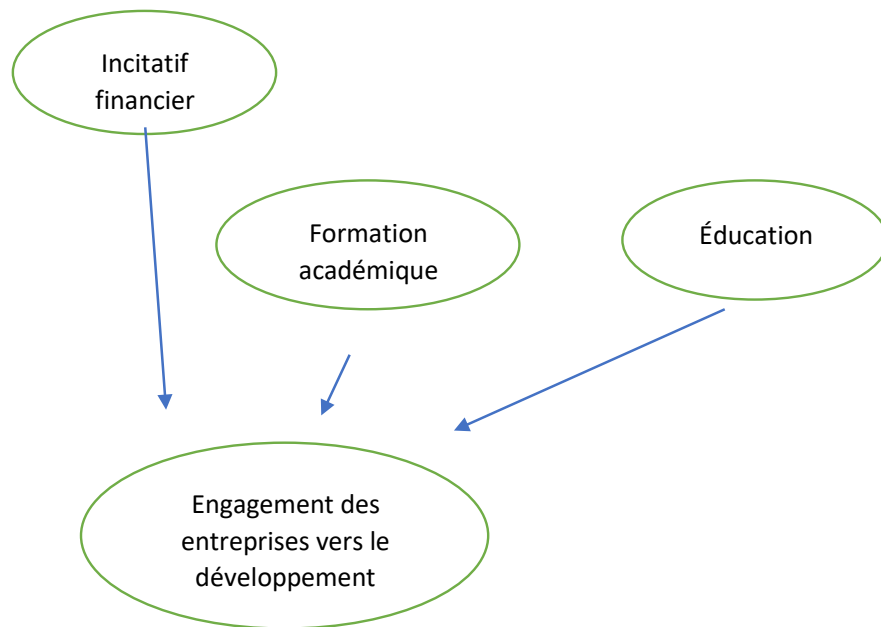 Incitatif
financier
Formation
académique
Éducation
Engagement des
entreprises vers le
développement